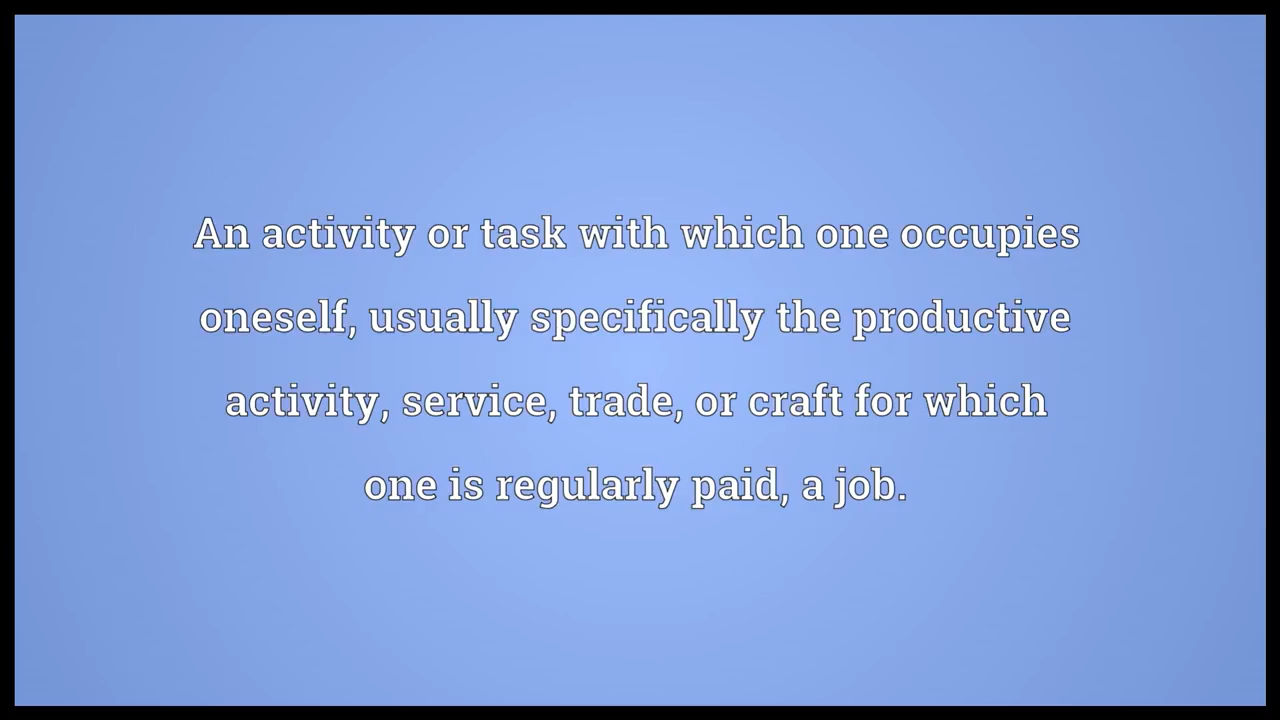 An activity or task with which one occupies
oneself, usually specifically the productive
activity, service, trade, or craft for which
one is regularly paid, a job.